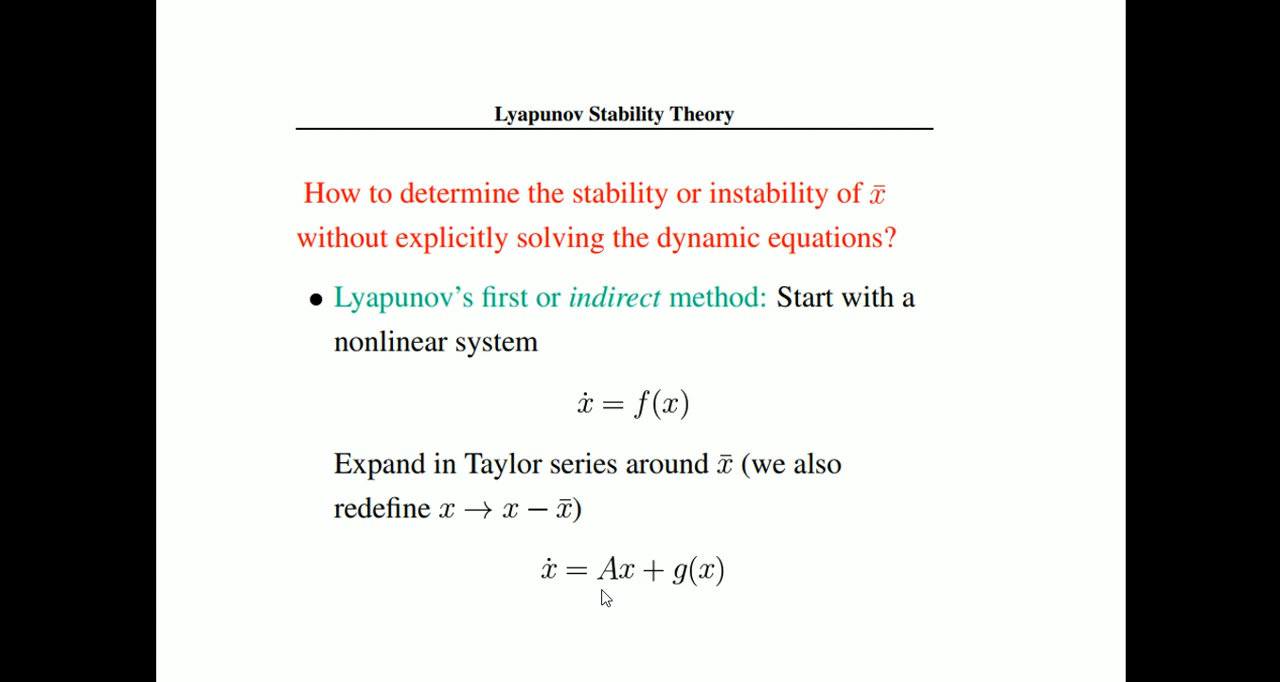 Lyapunov Stability Theory
How to determine the stability or instability of x̄
without explicitly solving the dynamic equations?
• Lyapunov's first or indirect method: Start with a
nonlinear system
ẋ = f(x)
Expand in Taylor series around x̄ (we also
redefine x → x − x̄)
ẋ = Ax + g(x)